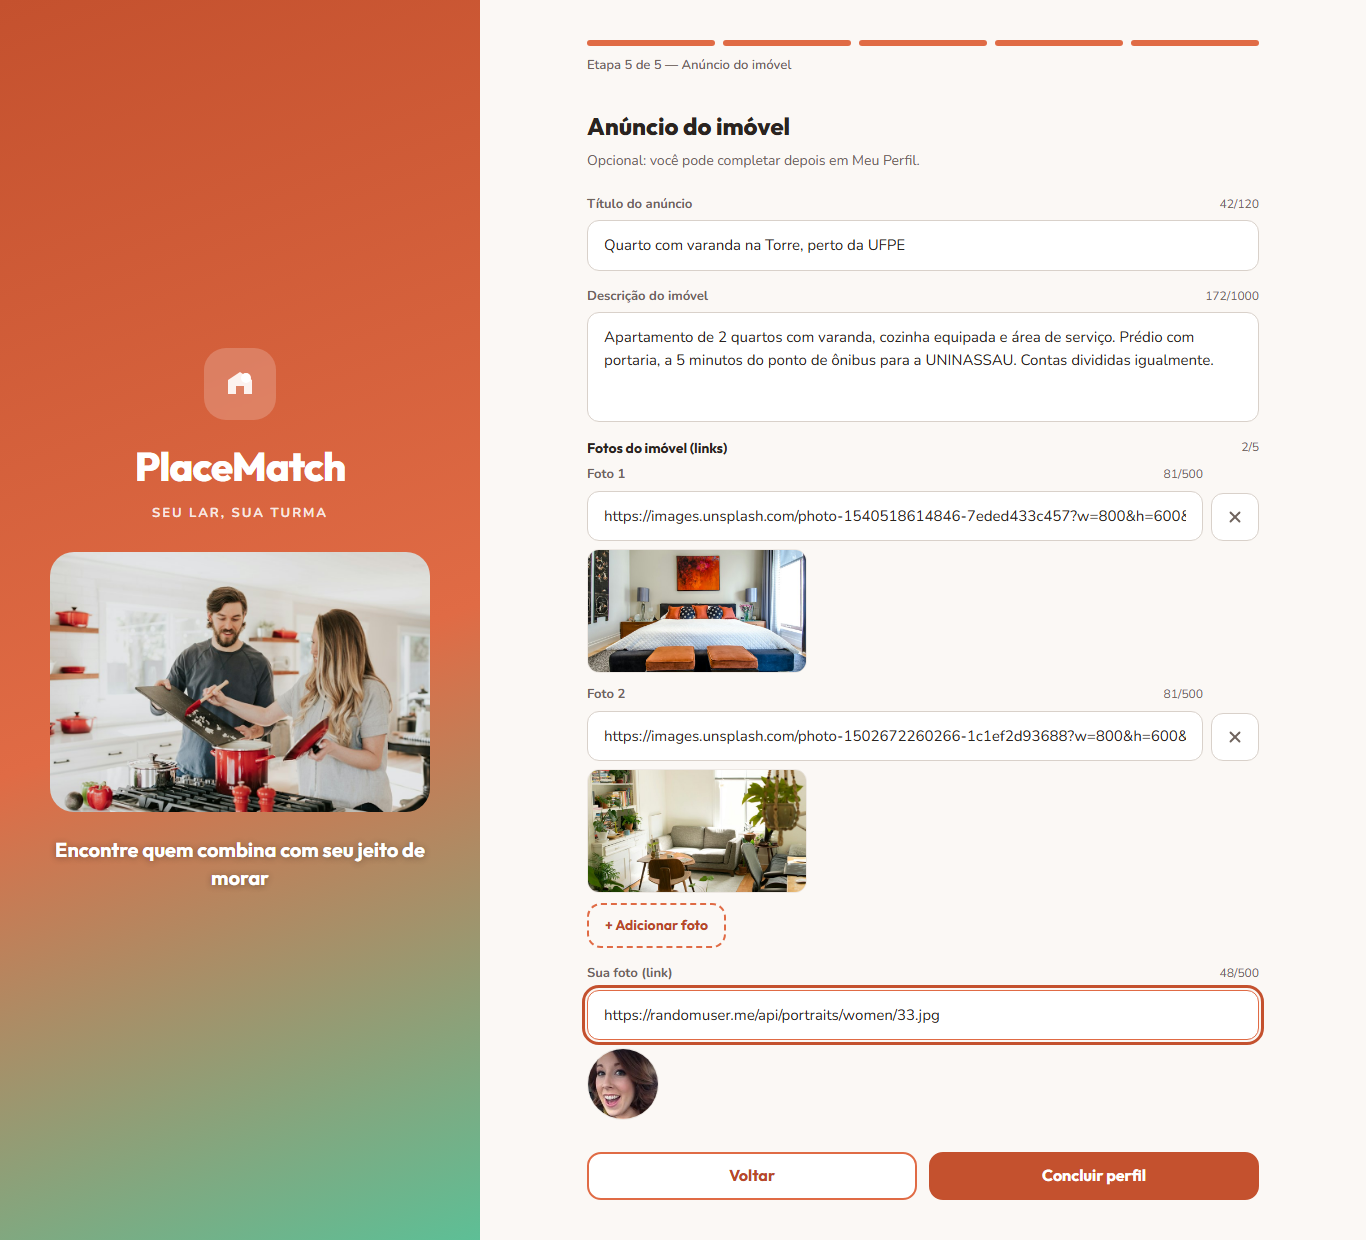 PlaceMatch
SEU LAR, SUA TURMA
Encontre quem combina com seu jeito de
morar
Etapa 5 de 5 — Anúncio do imóvel
Anúncio do imóvel
Opcional: você pode completar depois em Meu Perfil.
Título do anúncio 42/120
Quarto com varanda na Torre, perto da UFPE
Descrição do imóvel 172/1000
Apartamento de 2 quartos com varanda, cozinha equipada e área de serviço. Prédio com
portaria, a 5 minutos do ponto de ônibus para a UNINASSAU. Contas divididas igualmente.
Fotos do imóvel (links) 2/5
Foto 1 81/500
https://images.unsplash.com/photo-1540518614846-7eded433c457?w=800&h=600&
Foto 2 81/500
https://images.unsplash.com/photo-1502672260266-1c1ef2d93688?w=800&h=600&
+ Adicionar foto
Sua foto (link) 48/500
https://randomuser.me/api/portraits/women/33.jpg
Voltar Concluir perfil